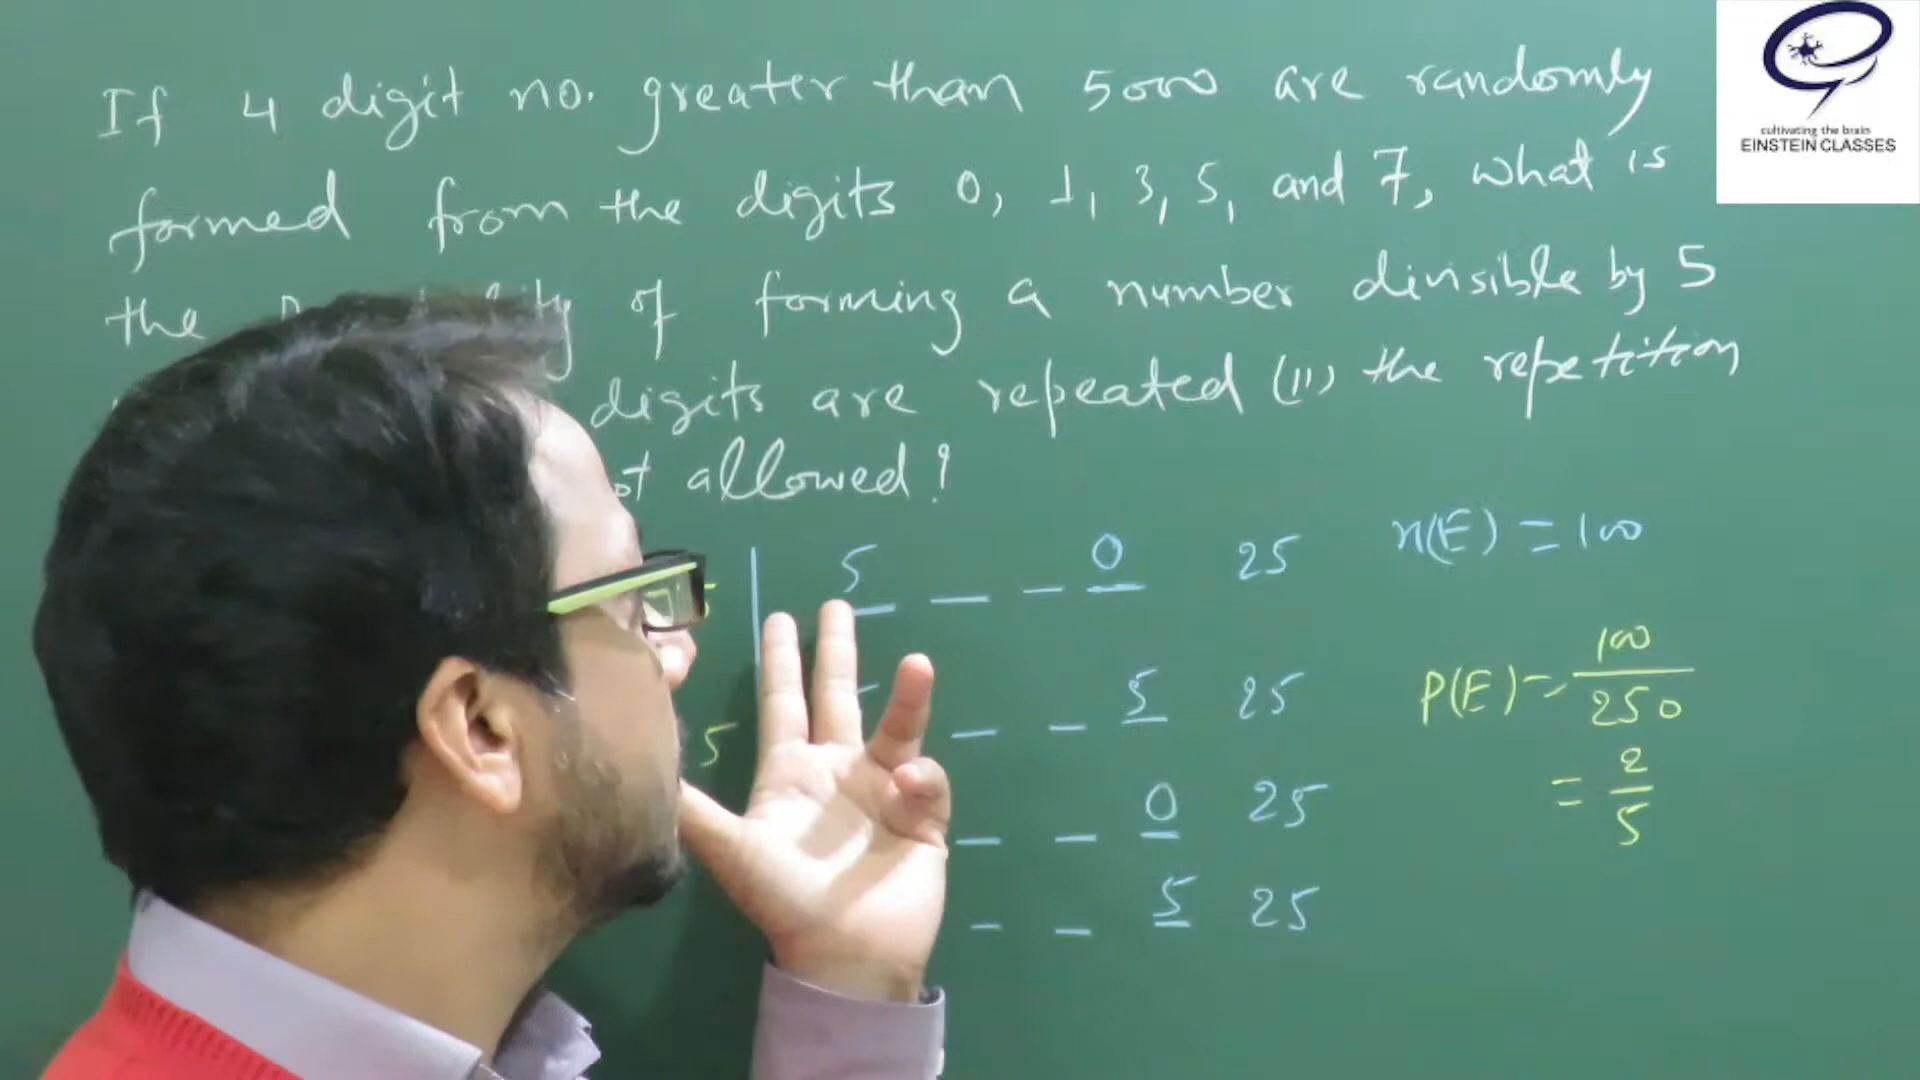 If 4 digit no. greater than 5000 are randomly
formed from the digits 0, 1, 3, 5, and 7, what is
the of forming a number divisible by 5
digits are repeated (ii) the repetition
allowed?
5 0 25 n(E) = 100
5 25 P(E) = 100/250
5
= 2/5
0 25
5 25
cultivating the brain
EINSTEIN CLASSES